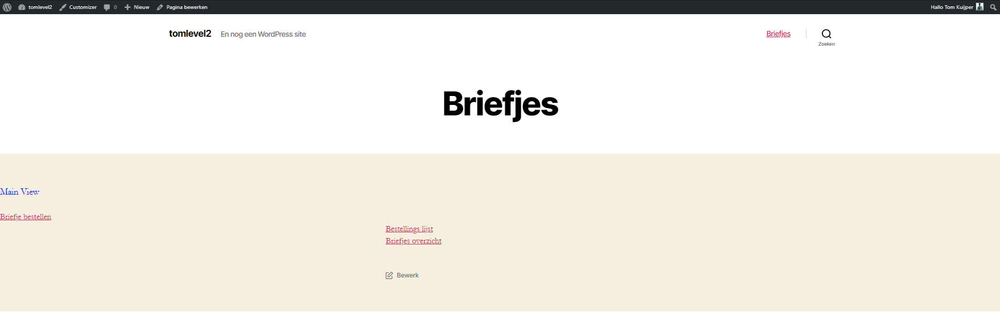 tomlevel2 Customizer 0 Nieuw Pagina bewerken Hallo Tom Kuijper
tomlevel2 En nog een WordPress site Briefjes
Zoeken
Briefjes
Main View
Briefje bestellen
Bestellings lijst
Briefjes overzicht
Bewerk